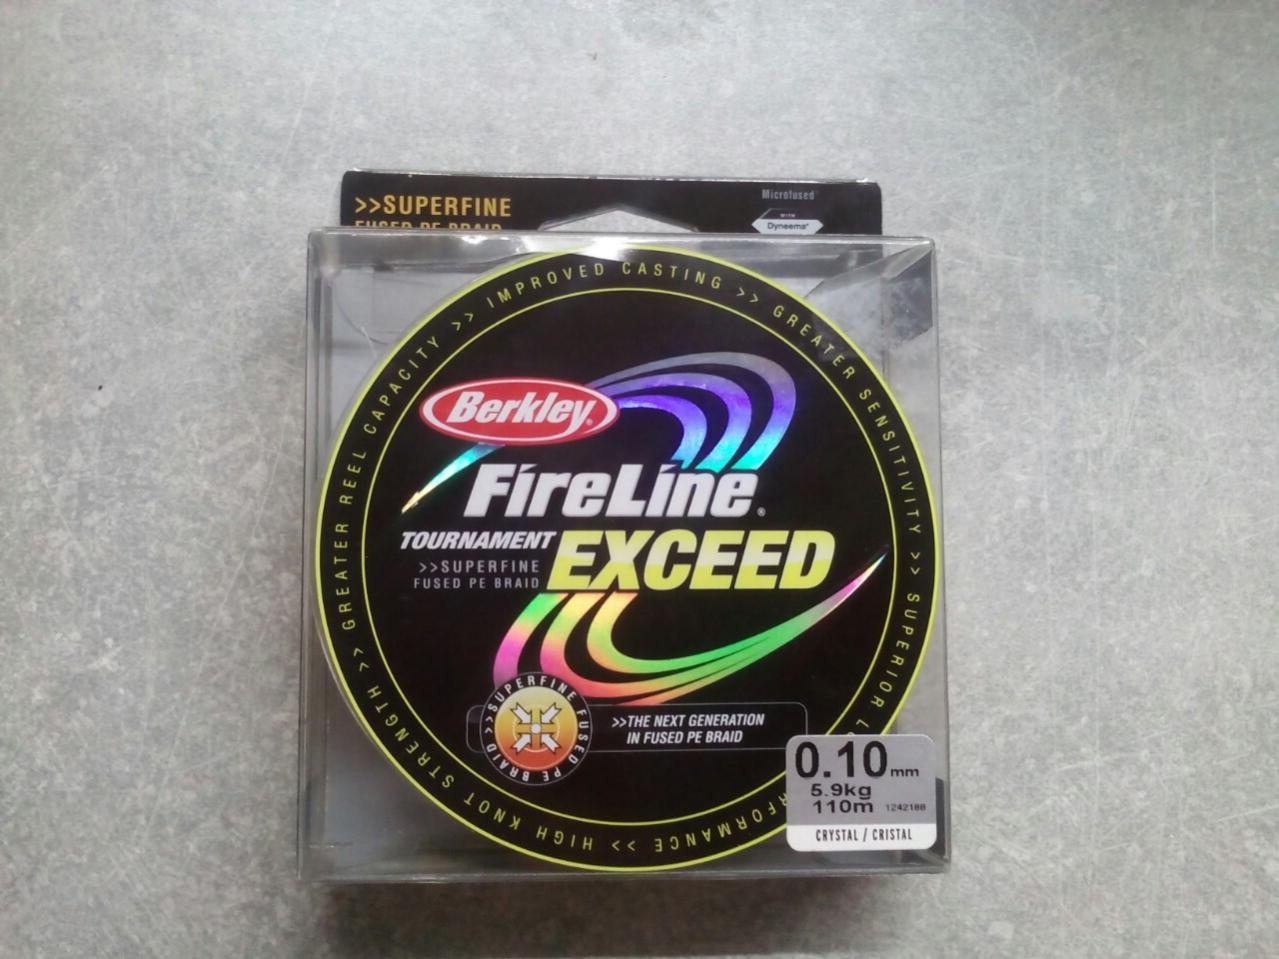 >>SUPERFINE
FUSED PE BRAID
Microfused
WITH
Dyneema®
>> IMPROVED CASTING >> GREATER SENSITIVITY >> SUPERIOR
>> HIGH KNOT STRENGTH >> GREATER REEL CAPACITY
Berkley®
FireLine®
TOURNAMENT EXCEED
>>SUPERFINE
FUSED PE BRAID
>>SUPERFINE FUSED PE BRAID
>>THE NEXT GENERATION
IN FUSED PE BRAID
0.10 mm
5.9kg
110m 1242188
CRYSTAL / CRISTAL